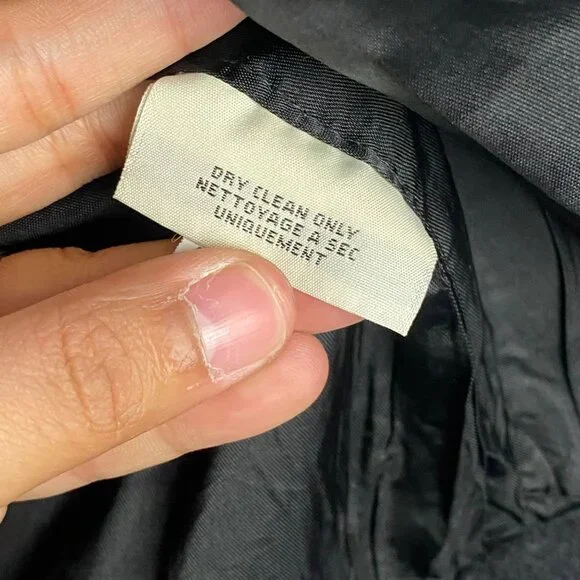 DRY CLEAN ONLY
NETTOYAGE A SEC
UNIQUEMENT